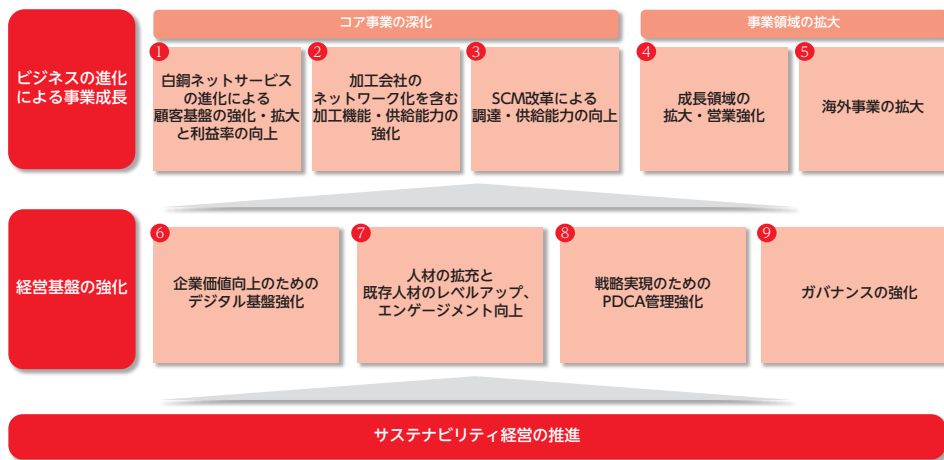 コア事業の深化
事業領域の拡大
ビジネスの進化
による事業成長
1
白銅ネットサービス
の進化による
顧客基盤の強化・拡大
と利益率の向上
2
加工会社の
ネットワーク化を含む
加工機能・供給能力の
強化
3
SCM改革による
調達・供給能力の向上
4
成長領域の
拡大・営業強化
5
海外事業の拡大
経営基盤の強化
6
企業価値向上のための
デジタル基盤強化
7
人材の拡充と
既存人材のレベルアップ、
エンゲージメント向上
8
戦略実現のための
PDCA管理強化
9
ガバナンスの強化
サステナビリティ経営の推進